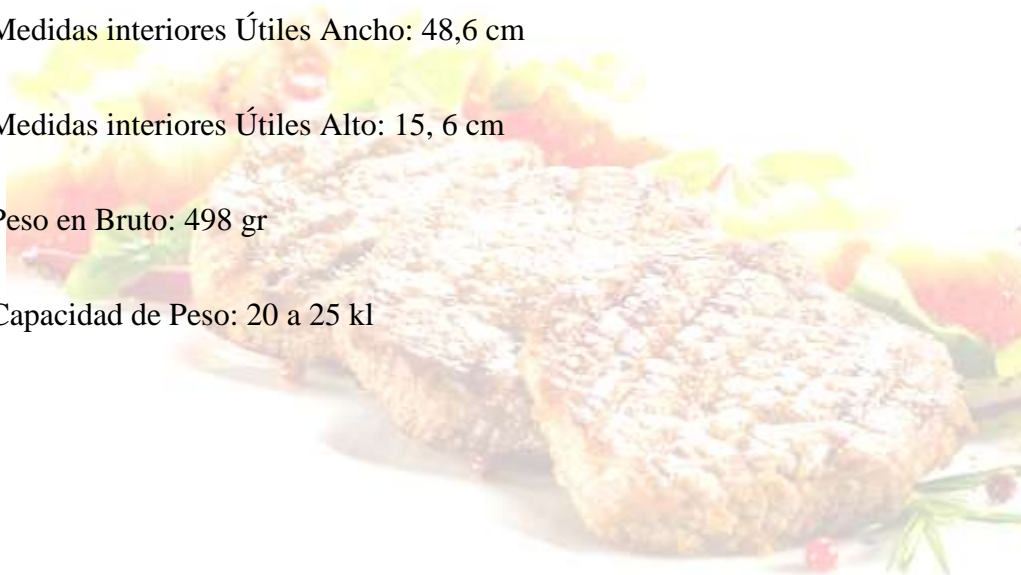 Medidas interiores Útiles Ancho: 48,6 cm
Medidas interiores Útiles Alto: 15, 6 cm
Peso en Bruto: 498 gr
Capacidad de Peso: 20 a 25 kl